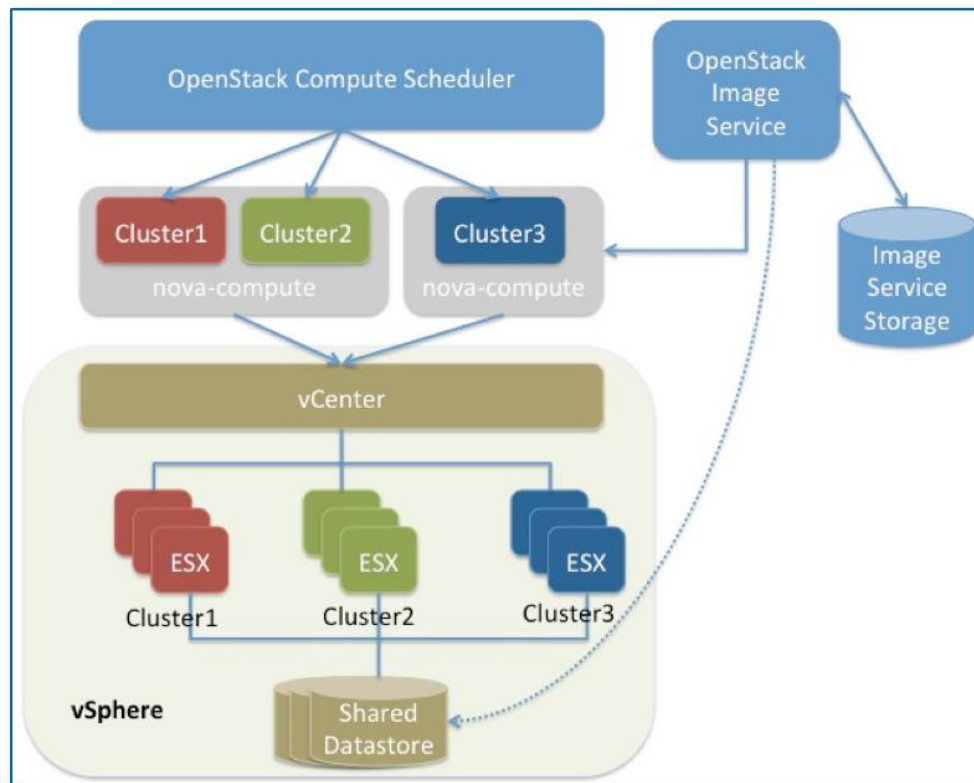 OpenStack Compute Scheduler
OpenStack
Image
Service
Cluster1
Cluster2
Cluster3
nova-compute
nova-compute
Image
Service
Storage
vCenter
ESX
ESX
ESX
Cluster1
Cluster2
Cluster3
vSphere
Shared
Datastore